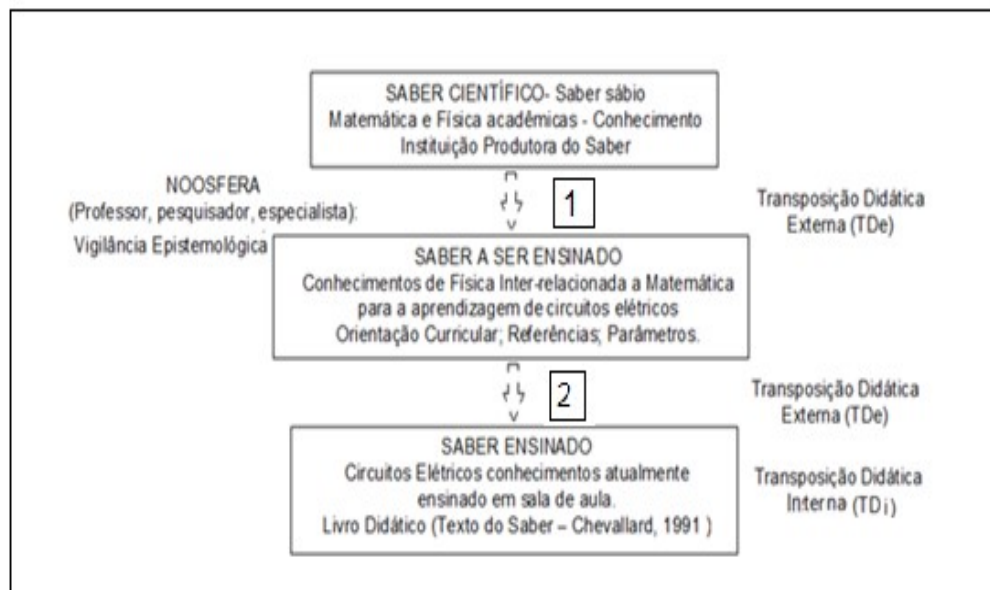 SABER CIENTÍFICO- Saber sábio
Matemática e Física acadêmicas - Conhecimento
Instituição Produtora do Saber
NOOSFERA
(Professor, pesquisador, especialista):
Vigilância Epistemológica
1
Transposição Didática
Externa (TDe)
SABER A SER ENSINADO
Conhecimentos de Física Inter-relacionada a Matemática
para a aprendizagem de circuitos elétricos
Orientação Curricular; Referências; Parâmetros.
2
Transposição Didática
Externa (TDe)
SABER ENSINADO
Circuitos Elétricos conhecimentos atualmente
ensinado em sala de aula.
Livro Didático (Texto do Saber – Chevallard, 1991 )
Transposição Didática
Interna (TDi)